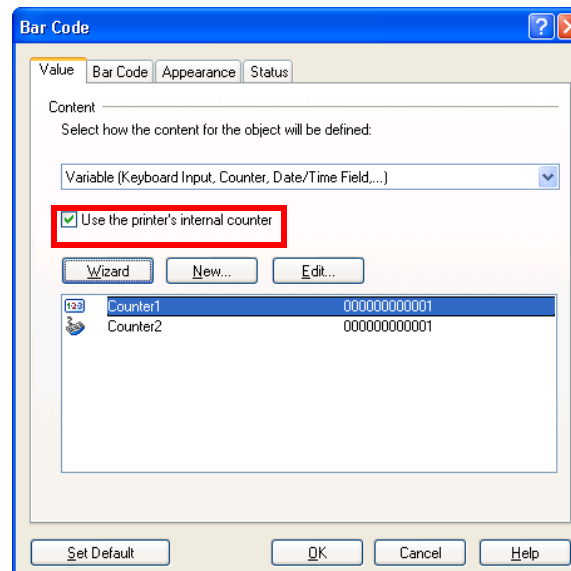 Bar Code
Value Bar Code Appearance Status
Content
Select how the content for the object will be defined:
Variable (Keyboard Input, Counter, Date/Time Field,...)
Use the printer's internal counter
Wizard New... Edit...
123 Counter1 000000000001
Counter2 000000000001
Set Default OK Cancel Help